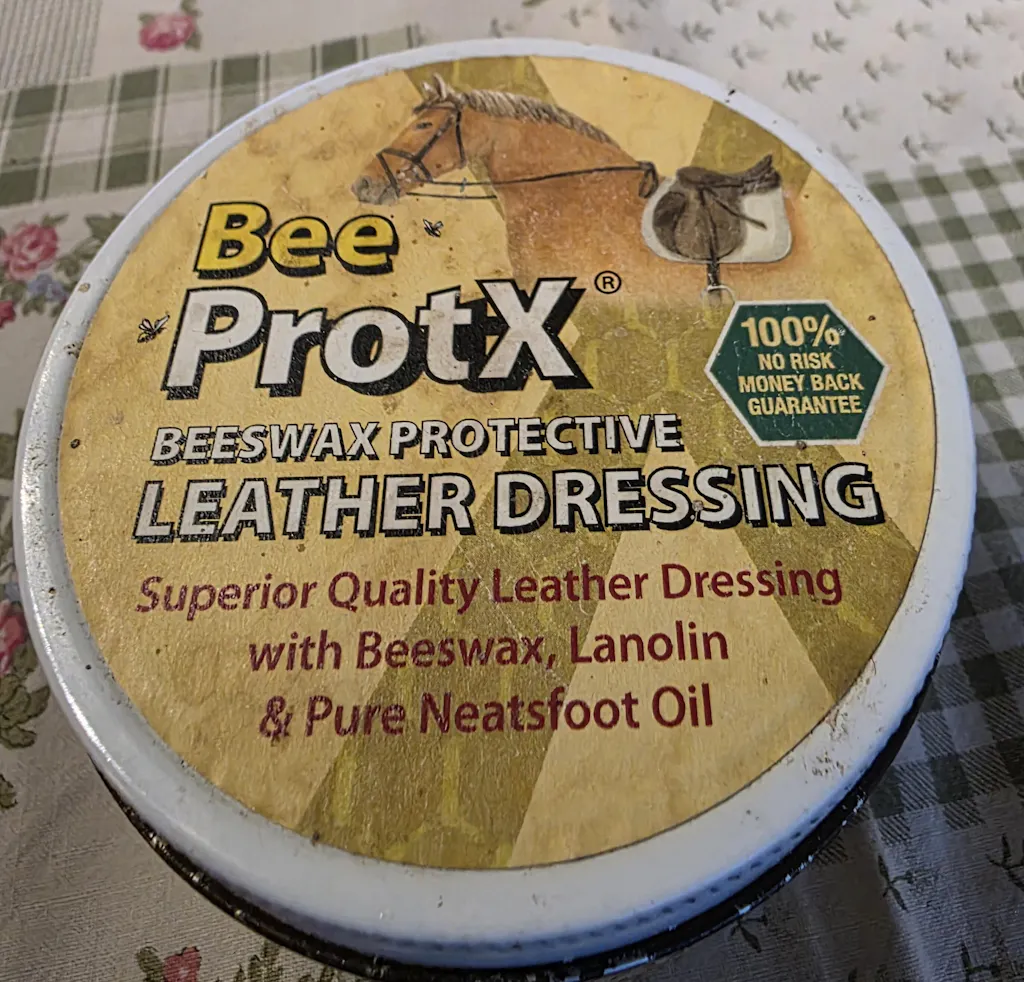 Bee
ProtX®
100%
NO RISK
MONEY BACK
GUARANTEE
BEESWAX PROTECTIVE
LEATHER DRESSING
Superior Quality Leather Dressing
with Beeswax, Lanolin
& Pure Neatsfoot Oil